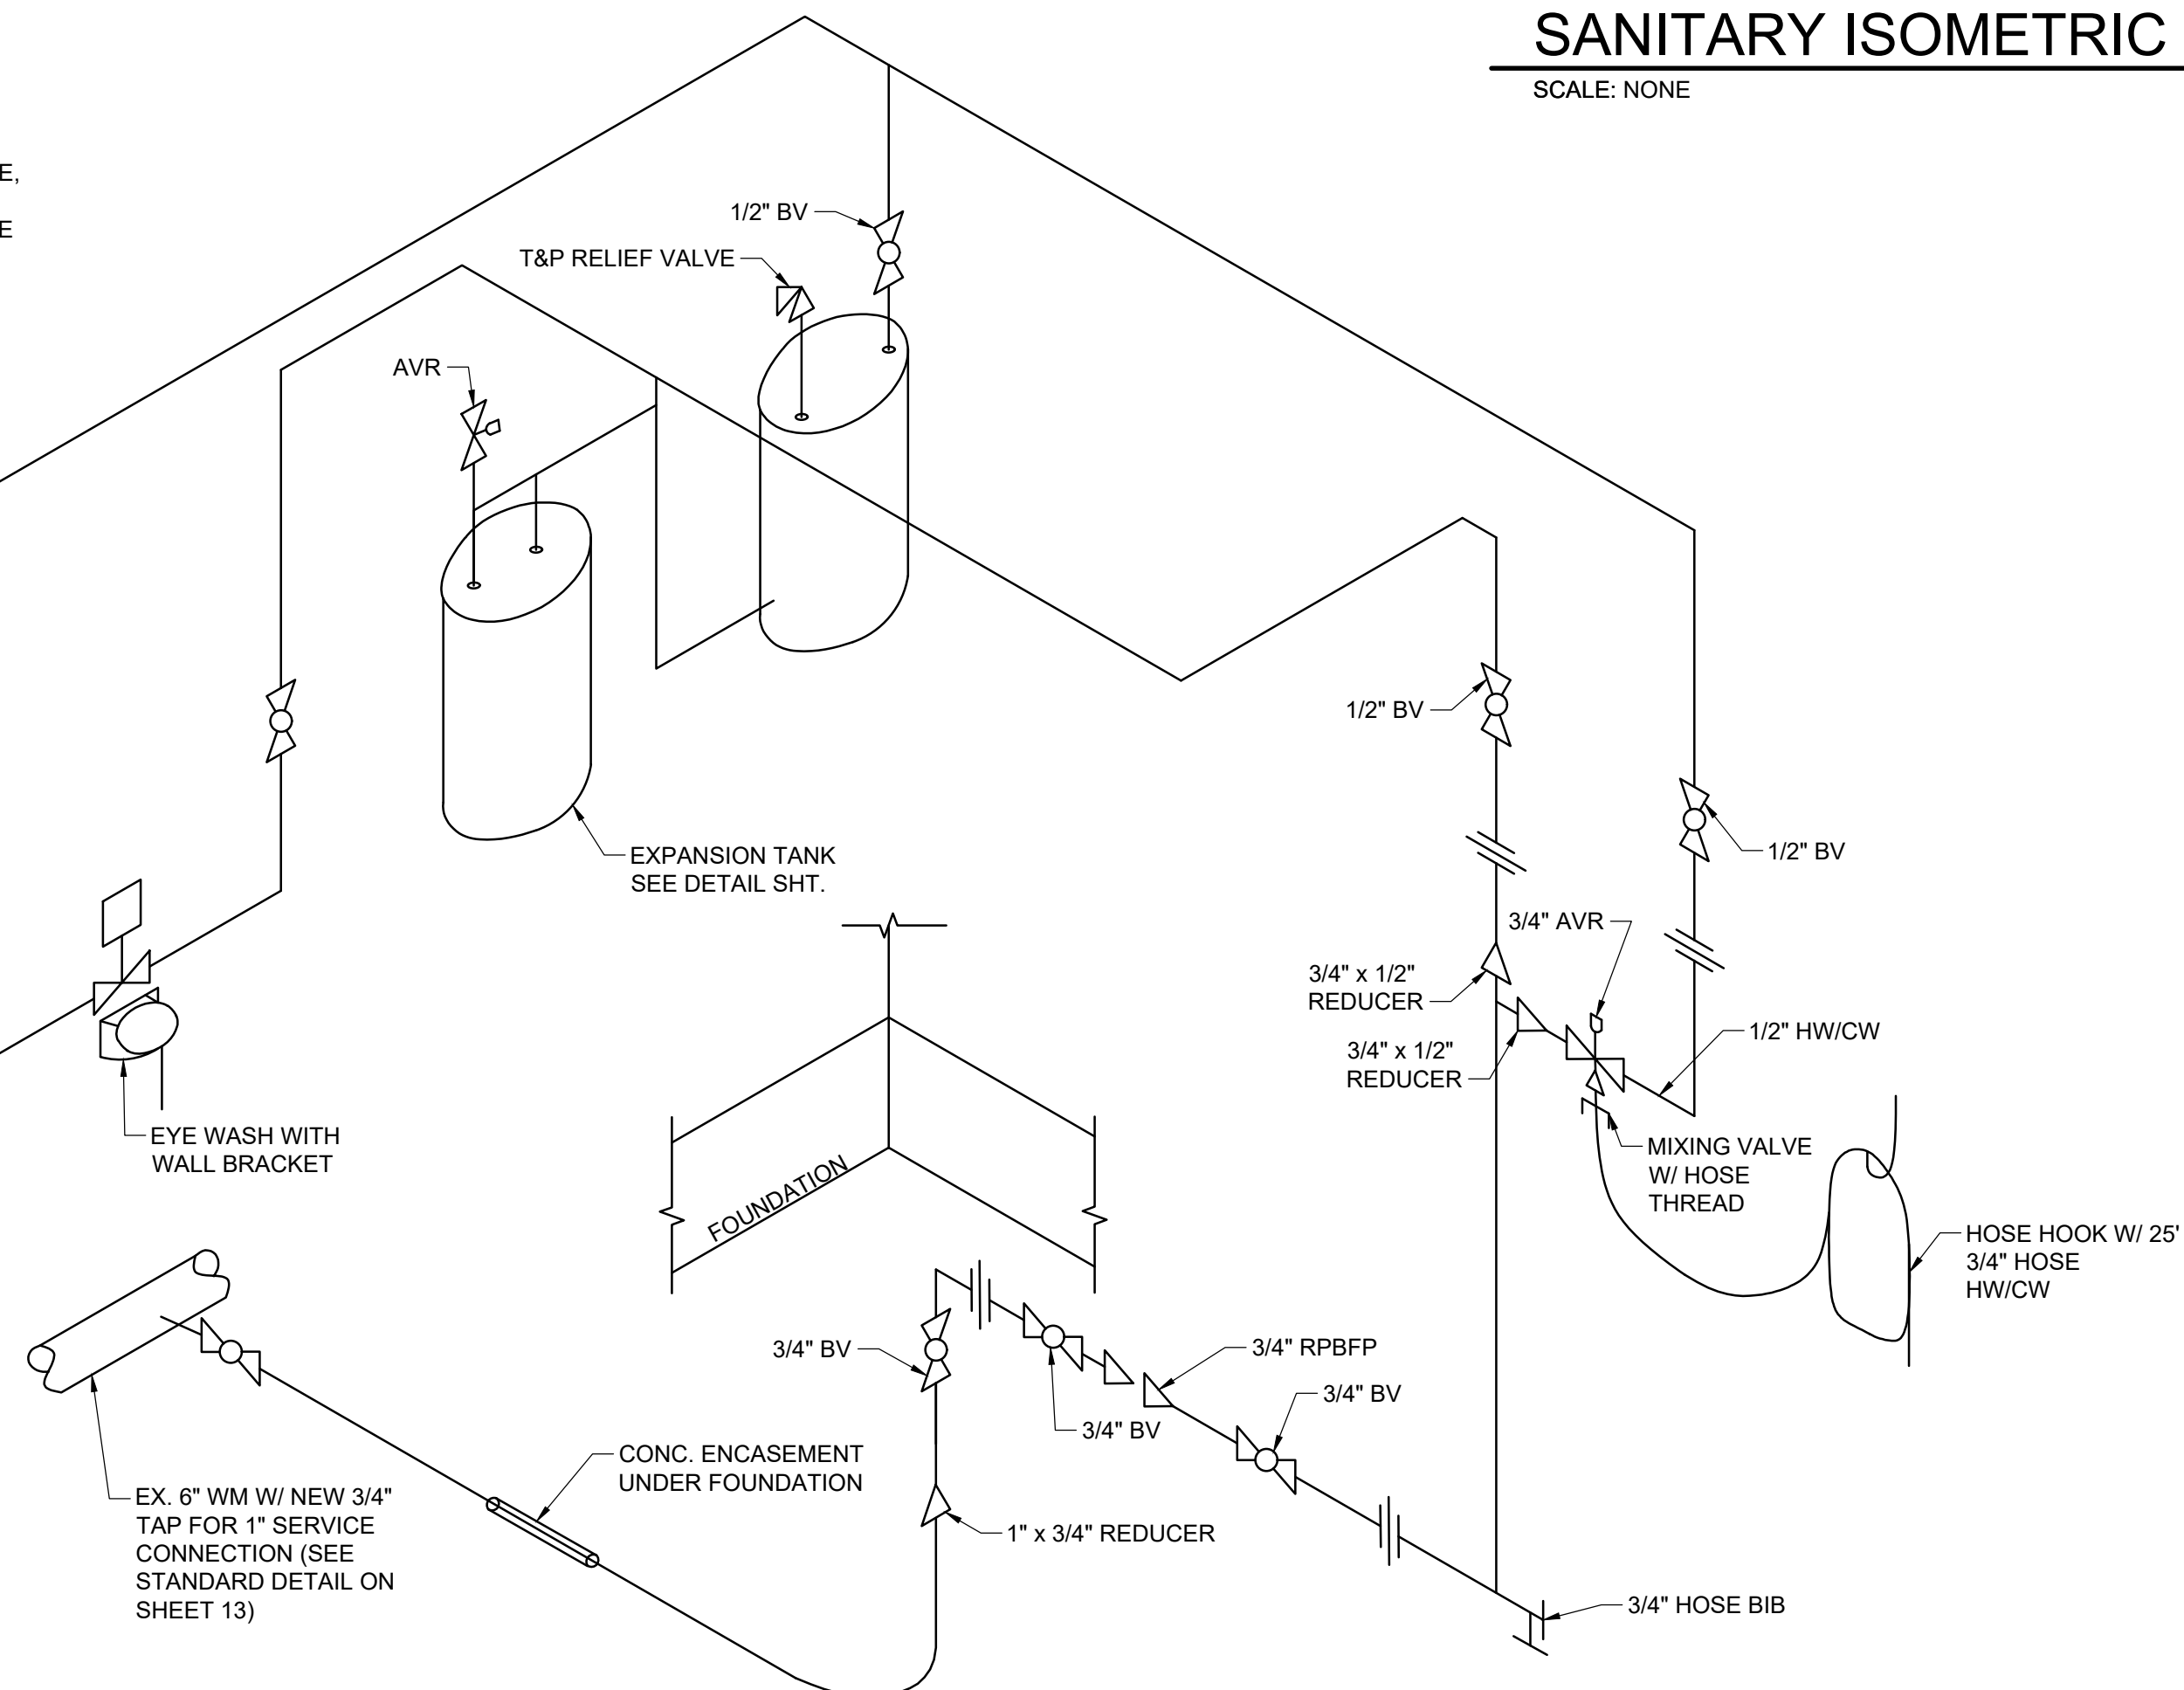 SANITARY ISOMETRIC
SCALE: NONE
E,
E
1/2" BV
T&P RELIEF VALVE
AVR
1/2" BV
EXPANSION TANK
SEE DETAIL SHT.
1/2" BV
3/4" AVR
3/4" x 1/2"
REDUCER
1/2" HW/CW
3/4" x 1/2"
REDUCER
EYE WASH WITH
WALL BRACKET
MIXING VALVE
W/ HOSE
THREAD
FOUNDATION
HOSE HOOK W/ 25'
3/4" HOSE
HW/CW
3/4" BV
3/4" RPBFP
3/4" BV
3/4" BV
CONC. ENCASEMENT
UNDER FOUNDATION
EX. 6" WM W/ NEW 3/4"
TAP FOR 1" SERVICE
CONNECTION (SEE
STANDARD DETAIL ON
SHEET 13)
1" x 3/4" REDUCER
3/4" HOSE BIB